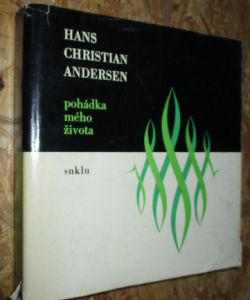 HANS
CHRISTIAN
ANDERSEN
pohádka
mého
života
snklu